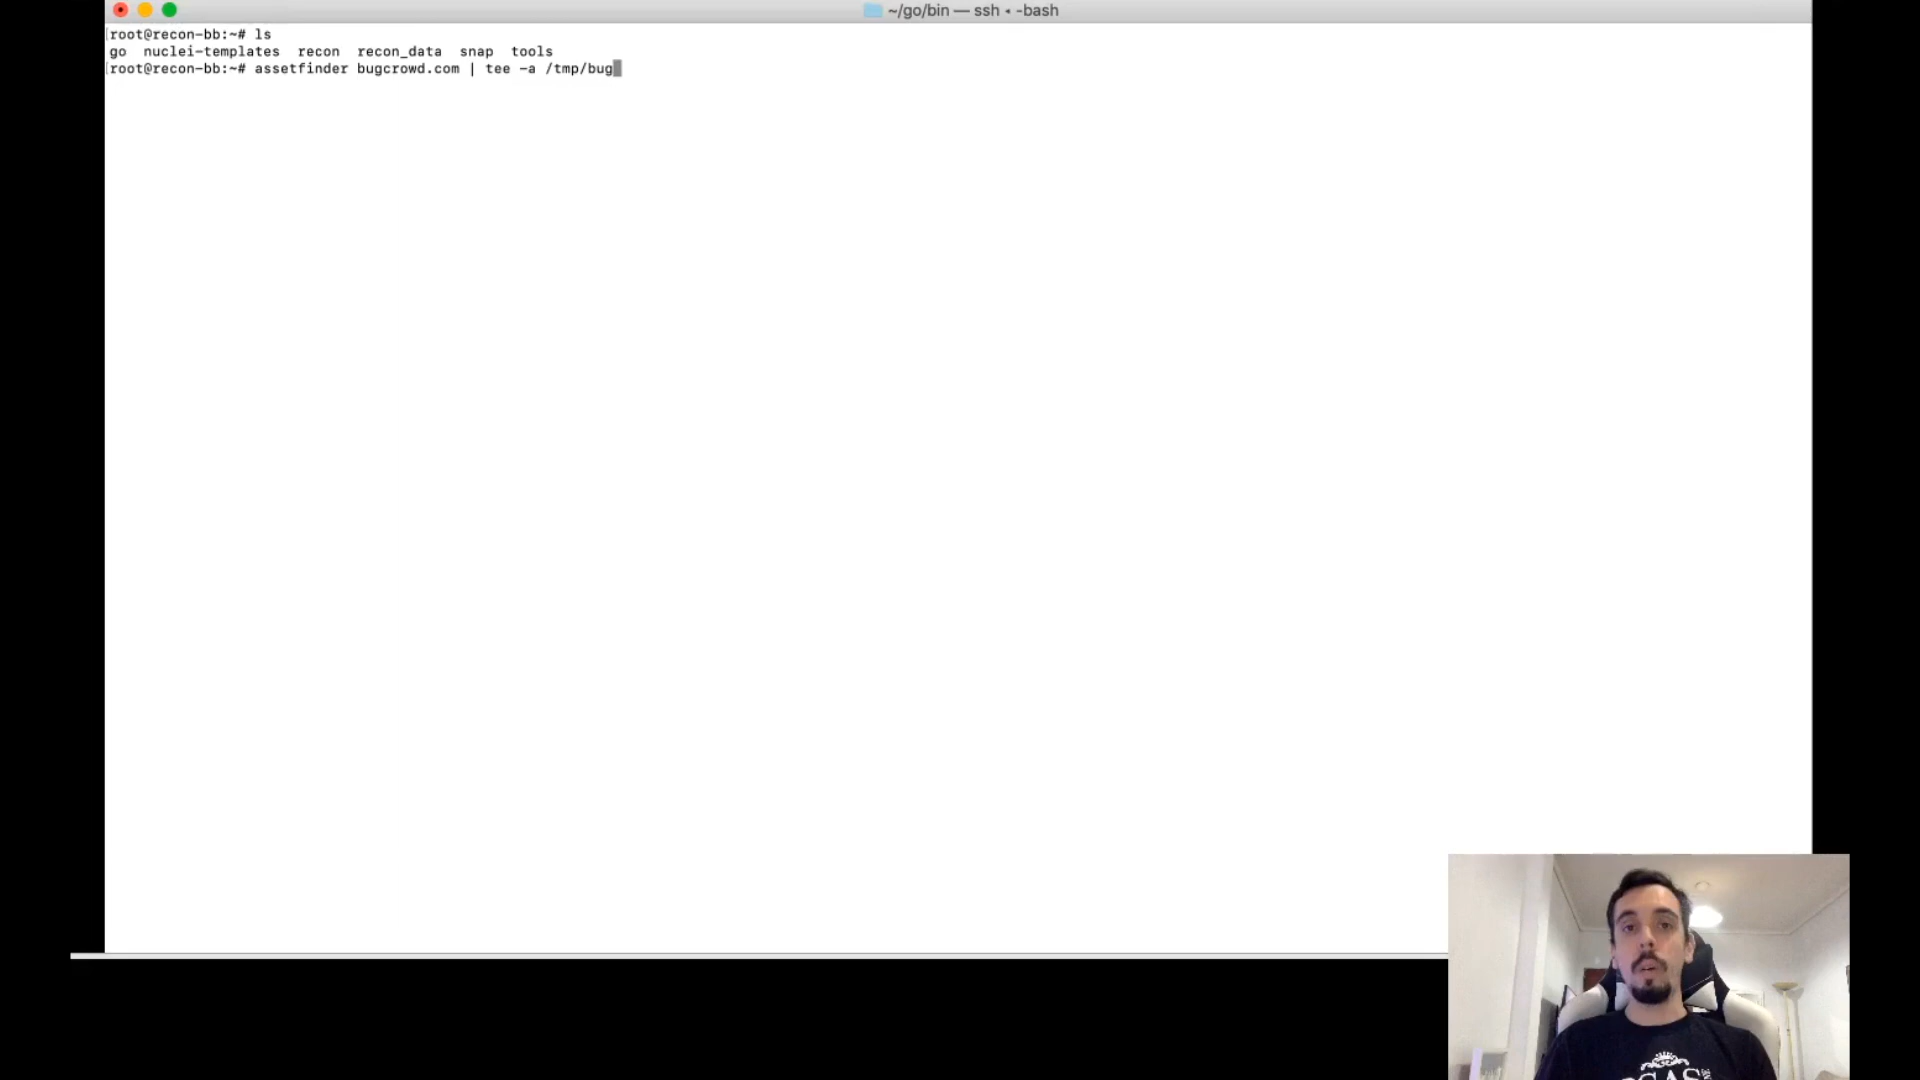 ~/go/bin — ssh ◂ -bash
[root@recon-bb:~# ls
go  nuclei-templates  recon  recon_data  snap  tools
[root@recon-bb:~# assetfinder bugcrowd.com | tee -a /tmp/bug